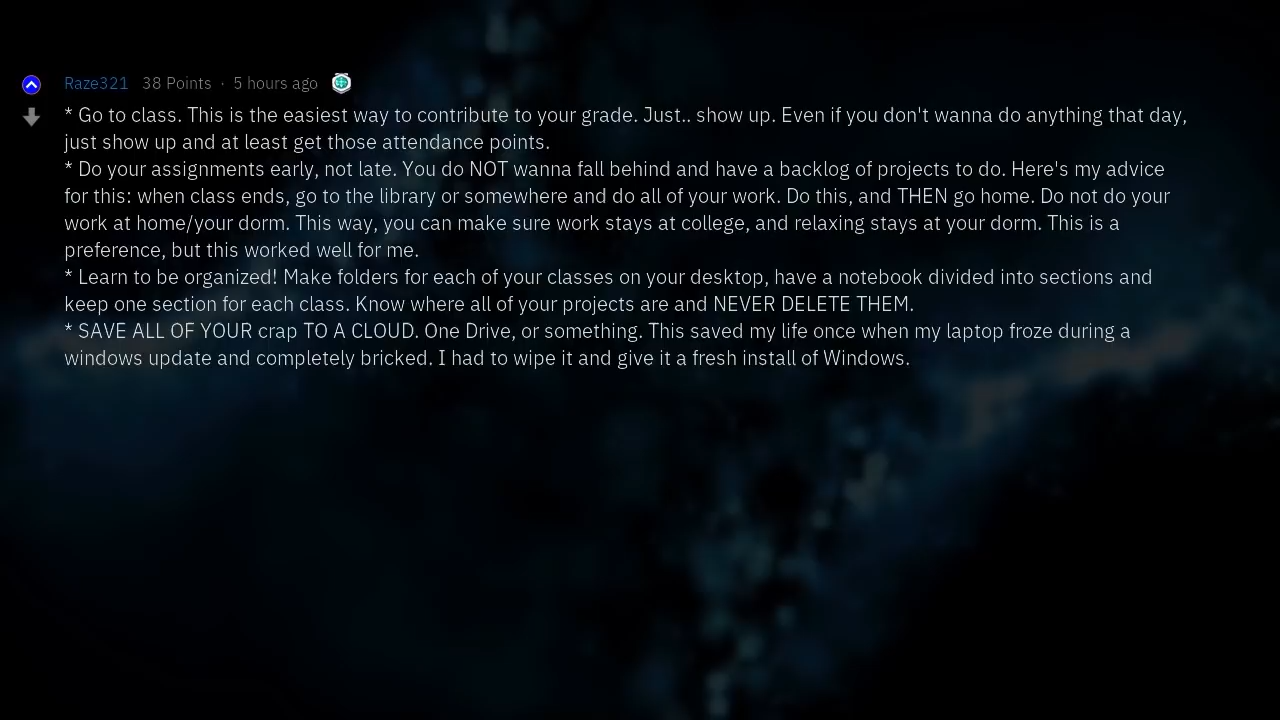 Raze321 38 Points · 5 hours ago
* Go to class. This is the easiest way to contribute to your grade. Just.. show up. Even if you don't wanna do anything that day,
just show up and at least get those attendance points.
* Do your assignments early, not late. You do NOT wanna fall behind and have a backlog of projects to do. Here's my advice
for this: when class ends, go to the library or somewhere and do all of your work. Do this, and THEN go home. Do not do your
work at home/your dorm. This way, you can make sure work stays at college, and relaxing stays at your dorm. This is a
preference, but this worked well for me.
* Learn to be organized! Make folders for each of your classes on your desktop, have a notebook divided into sections and
keep one section for each class. Know where all of your projects are and NEVER DELETE THEM.
* SAVE ALL OF YOUR crap TO A CLOUD. One Drive, or something. This saved my life once when my laptop froze during a
windows update and completely bricked. I had to wipe it and give it a fresh install of Windows.